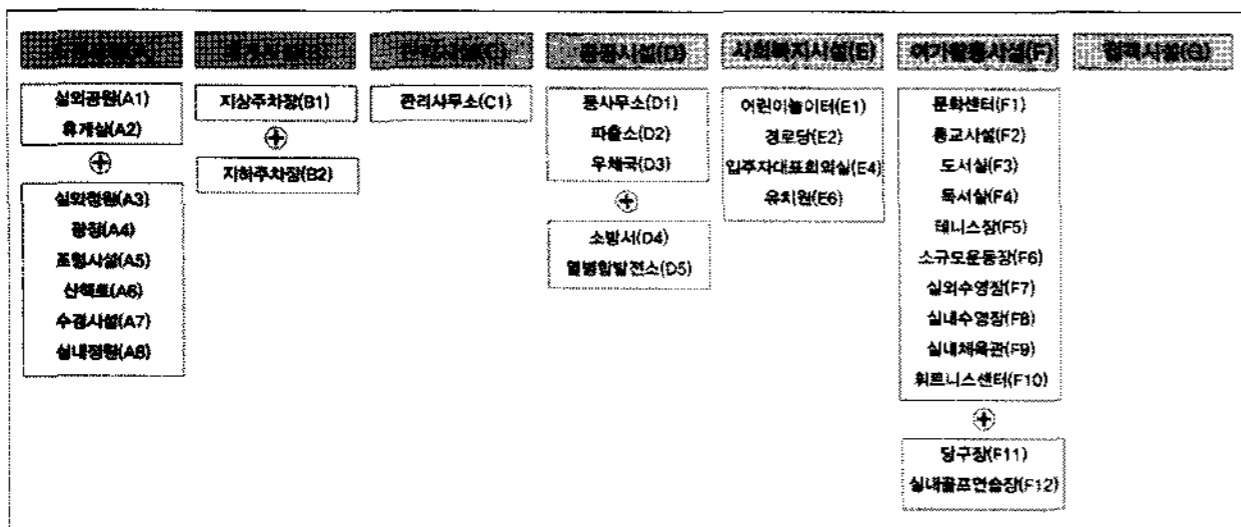 관리시설(C)
공공시설(D)
사회복지시설(E)
여가활동시설(F)
접객시설(G)
실외공원(A1)
휴게실(A2)
실외정원(A3)
광장(A4)
조형시설(A5)
산책로(A6)
수경시설(A7)
실내정원(A8)
지상주차장(B1)
지하주차장(B2)
관리사무소(C1)
동사무소(D1)
파출소(D2)
우체국(D3)
소방서(D4)
열병합발전소(D5)
어린이놀이터(E1)
경로당(E2)
입주자대표회의실(E4)
유치원(E6)
문화센터(F1)
종교시설(F2)
도서실(F3)
독서실(F4)
테니스장(F5)
소규모운동장(F6)
실외수영장(F7)
실내수영장(F8)
실내체육관(F9)
휘트니스센터(F10)
당구장(F11)
실내골프연습장(F12)